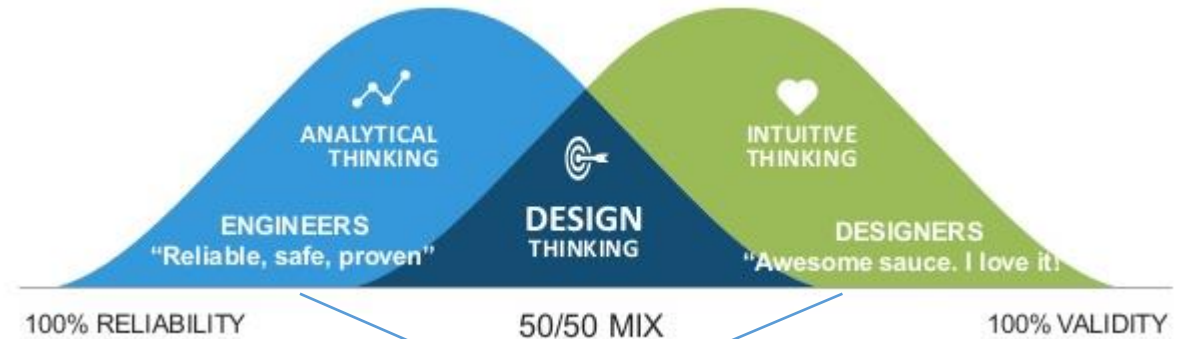 ANALYTICAL
THINKING
INTUITIVE
THINKING
ENGINEERS
“Reliable, safe, proven”
DESIGN
THINKING
DESIGNERS
“Awesome sauce. I love it!
100% RELIABILITY
50/50 MIX
100% VALIDITY